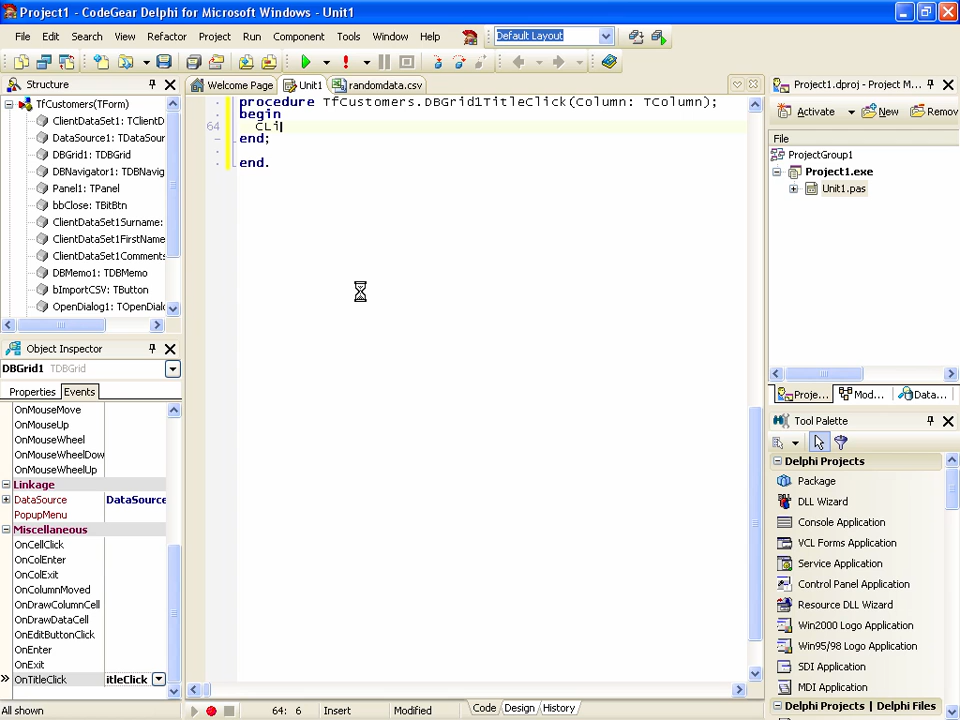 Project1 - CodeGear Delphi for Microsoft Windows - Unit1
File Edit Search View Refactor Project Run Component Tools Window Help Default Layout
Structure
TfCustomers(TForm)
ClientDataSet1: TClientD
DataSource1: TDataSour
DBGrid1: TDBGrid
DBNavigator1: TDBNavig
Panel1: TPanel
bbClose: TBitBtn
ClientDataSet1Surname:
ClientDataSet1FirstName
ClientDataSet1Comments
DBMemo1: TDBMemo
bImportCSV: TButton
OpenDialog1: TOpenDialo
Object Inspector
DBGrid1 TDBGrid
Properties Events
OnMouseMove
OnMouseUp
OnMouseWheel
OnMouseWheelDow
OnMouseWheelUp
Linkage
DataSource DataSource
PopupMenu
Miscellaneous
OnCellClick
OnColEnter
OnColExit
OnColumnMoved
OnDrawColumnCell
OnDrawDataCell
OnEditButtonClick
OnEnter
OnExit
OnTitleClick itleClick
All shown
Welcome Page Unit1 randomdata.csv
procedure TfCustomers.DBGrid1TitleClick(Column: TColumn);
begin
64 CLi
end;
end.
64: 6 Insert Modified Code Design History
Project1.dproj - Project M...
Activate New Remov
File
ProjectGroup1
Project1.exe
Unit1.pas
Proje... Mod... Data...
Tool Palette
Delphi Projects
Package
DLL Wizard
Console Application
VCL Forms Application
Service Application
Control Panel Application
Resource DLL Wizard
Win2000 Logo Application
Win95/98 Logo Application
SDI Application
MDI Application
Delphi Projects | Delphi Files